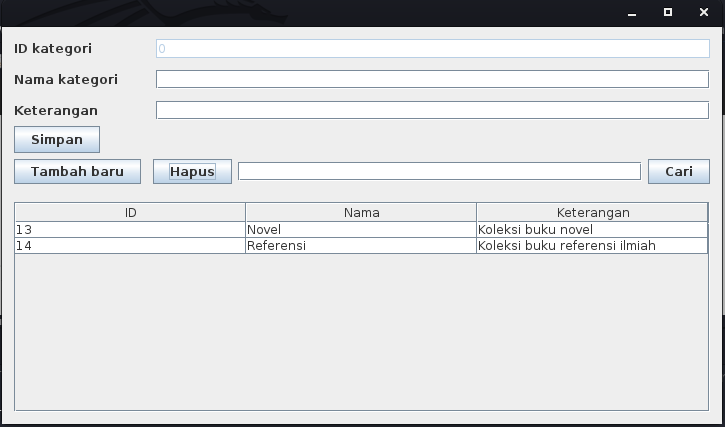 ID kategori 0
Nama kategori
Keterangan
Simpan
Tambah baru Hapus Cari
ID Nama Keterangan
13 Novel Koleksi buku novel
14 Referensi Koleksi buku referensi ilmiah